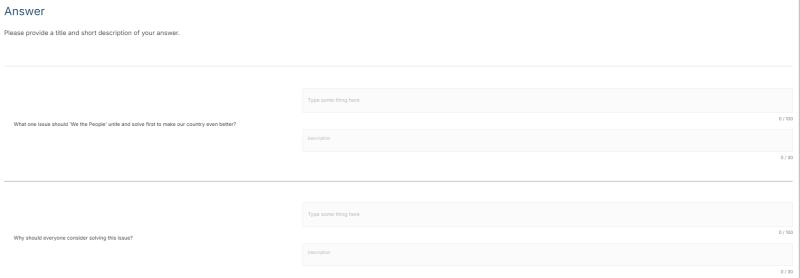 Answer
Please provide a title and short description of your answer.
Type some thing here
0 / 100
What one issue should 'We the People' unite and solve first to make our country even better?
Description
0 / 30
Type some thing here
0 / 100
Why should everyone consider solving this issue?
Description
0 / 30